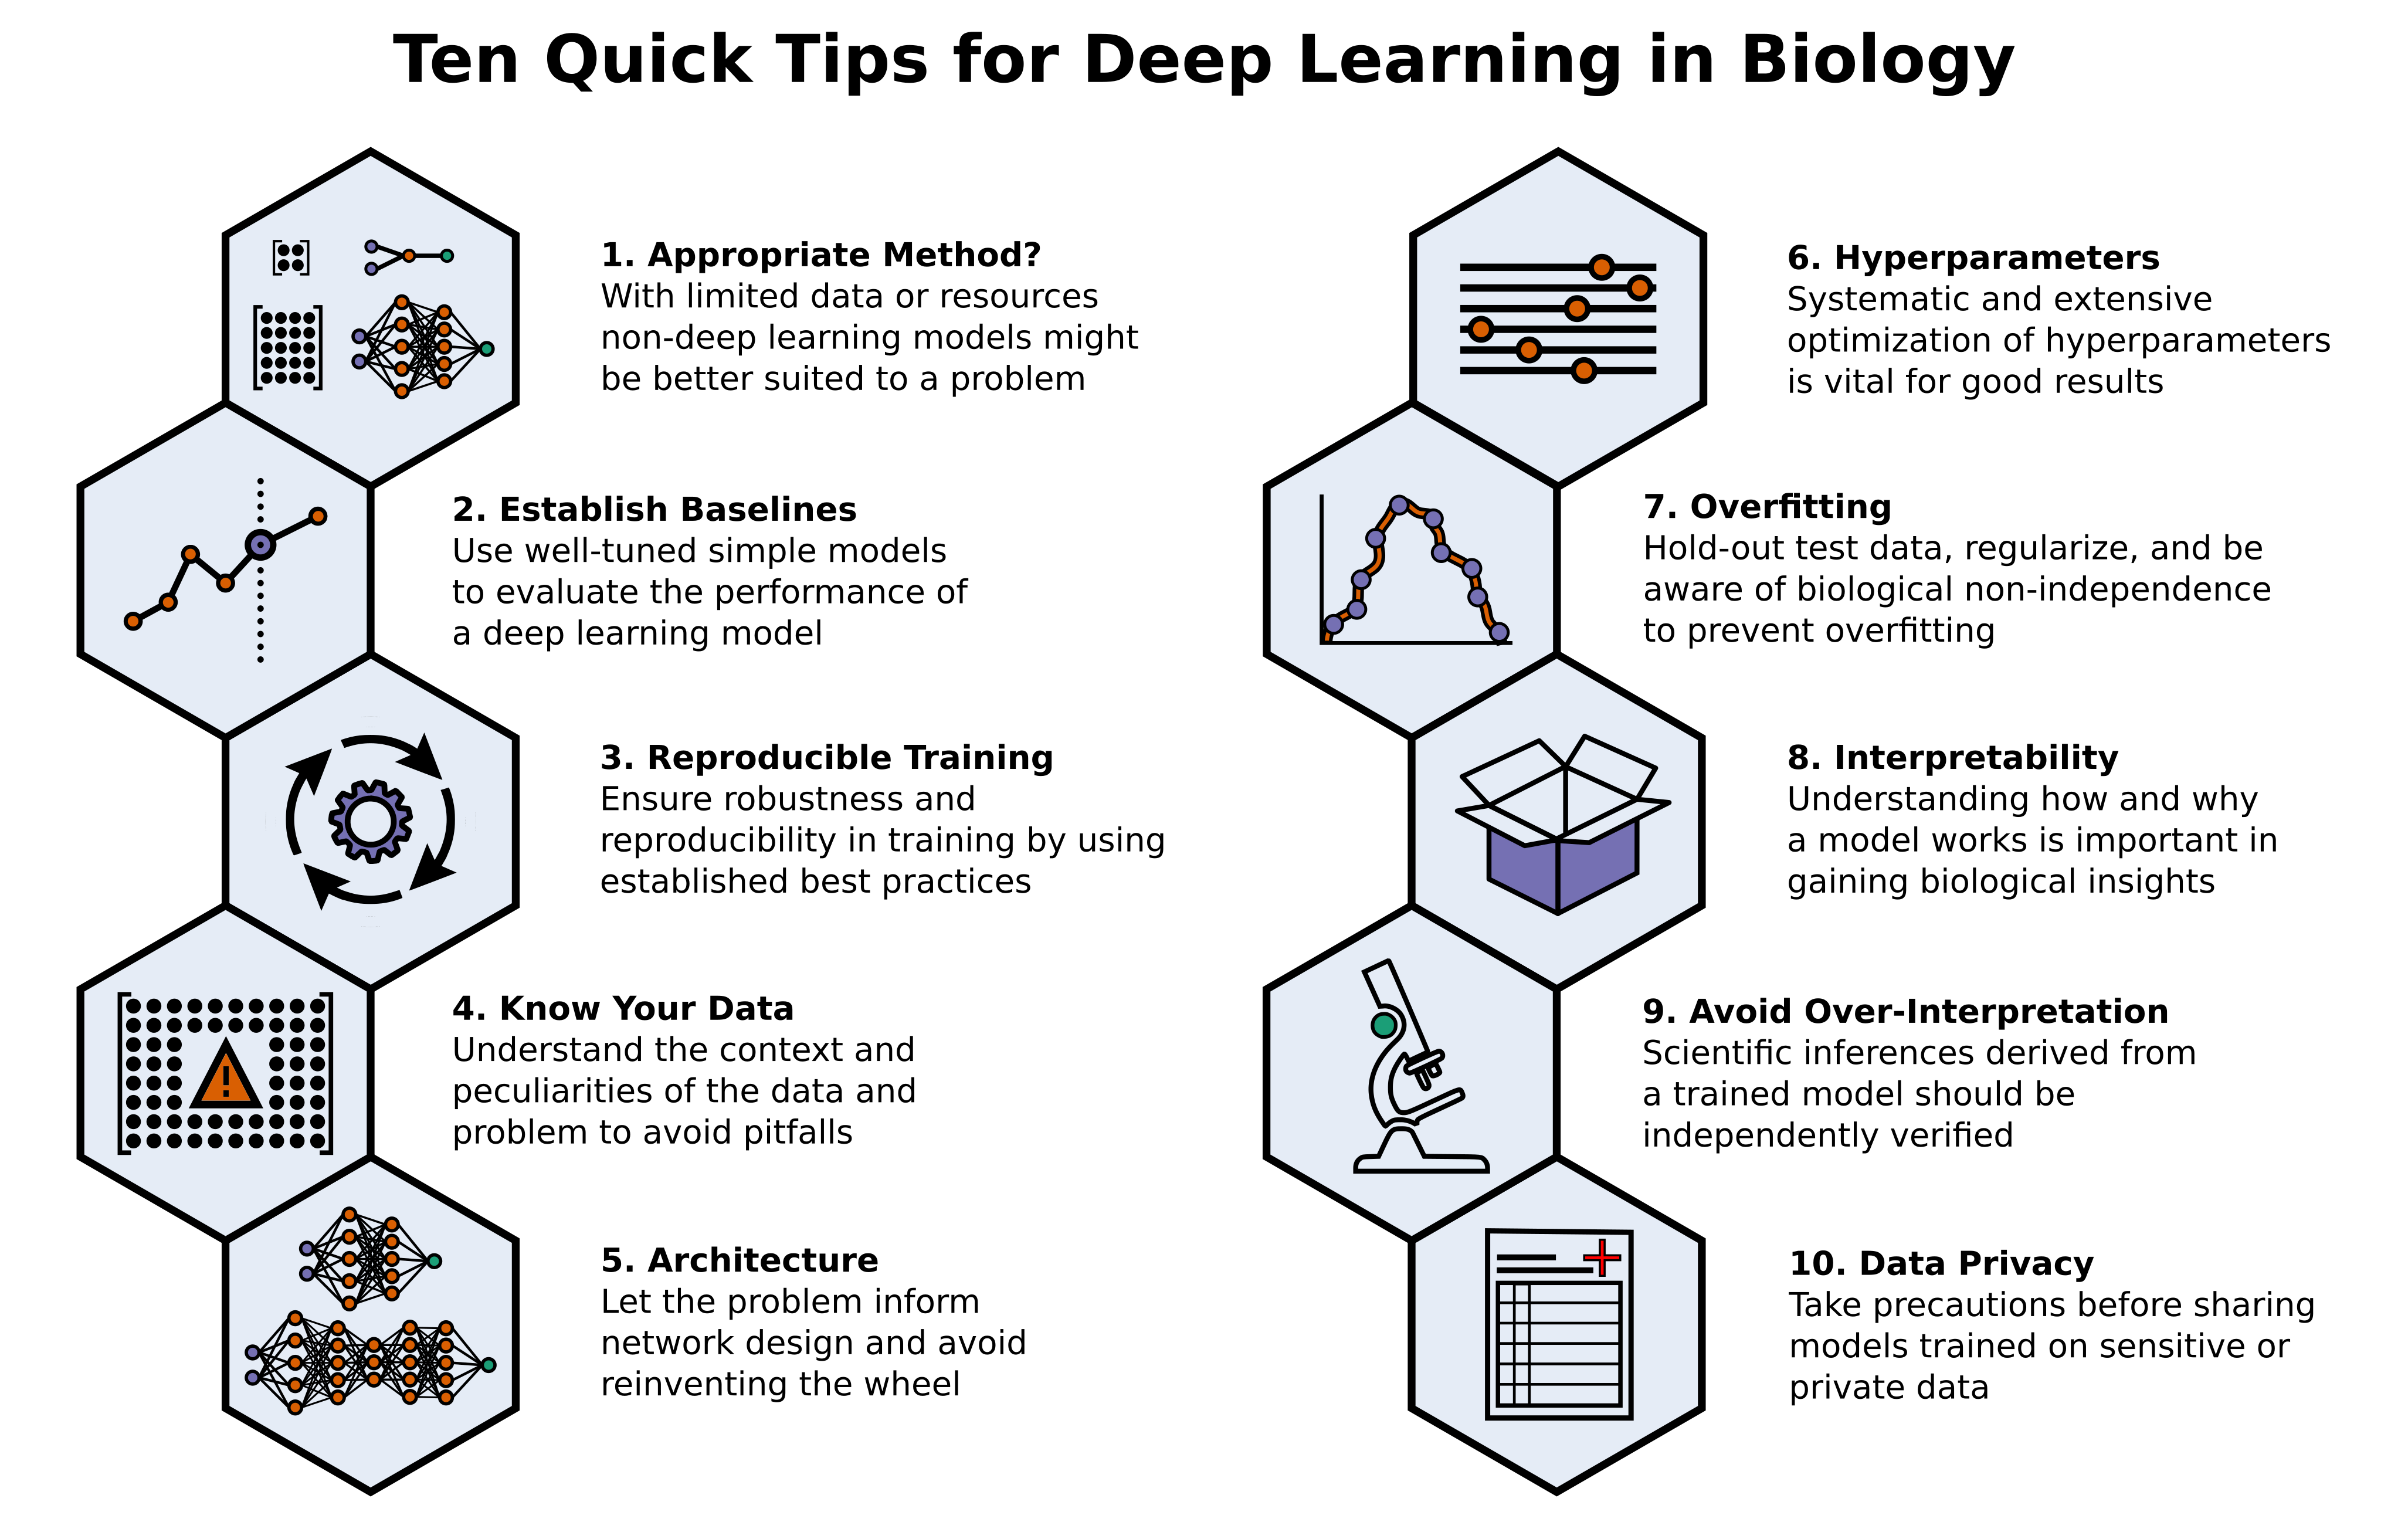 Ten Quick Tips for Deep Learning in Biology
1. Appropriate Method?
With limited data or resources
non-deep learning models might
be better suited to a problem
2. Establish Baselines
Use well-tuned simple models
to evaluate the performance of
a deep learning model
3. Reproducible Training
Ensure robustness and
reproducibility in training by using
established best practices
4. Know Your Data
Understand the context and
peculiarities of the data and
problem to avoid pitfalls
!
5. Architecture
Let the problem inform
network design and avoid
reinventing the wheel
6. Hyperparameters
Systematic and extensive
optimization of hyperparameters
is vital for good results
7. Overfitting
Hold-out test data, regularize, and be
aware of biological non-independence
to prevent overfitting
8. Interpretability
Understanding how and why
a model works is important in
gaining biological insights
9. Avoid Over-Interpretation
Scientific inferences derived from
a trained model should be
independently verified
10. Data Privacy
Take precautions before sharing
models trained on sensitive or
private data